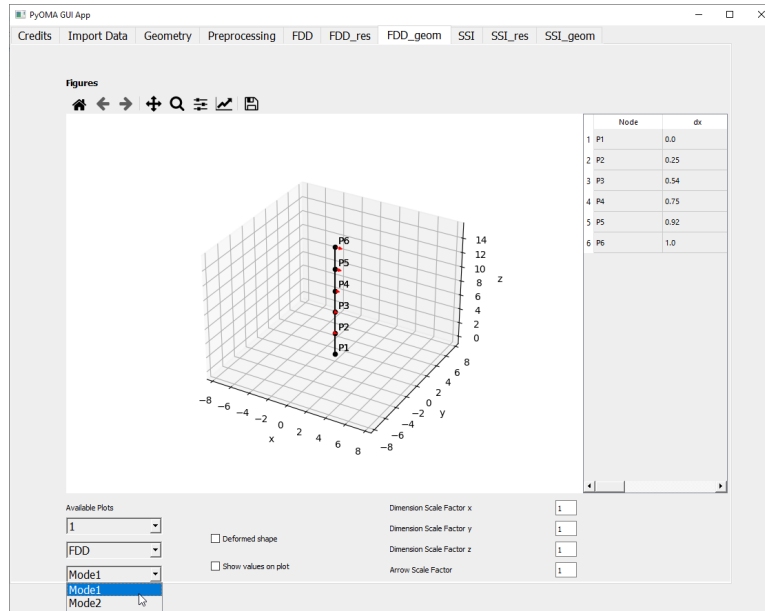 PyOMA GUI App
Credits Import Data Geometry Preprocessing FDD FDD_res FDD_geom SSI SSI_res SSI_geom
Figures
Node dx
1 P1 0.0
2 P2 0.25
3 P3 0.54
4 P4 0.75
5 P5 0.92
6 P6 1.0
P6
P5
P4
P3
P2
P1
14
12
10
8
6
4
2
0
z
8
6
4
2
0
−2
−4
−6
−8
y
−8 −6 −4 −2 0 2 4 6 8
x
Available Plots
1
FDD
Mode1
Mode1
Mode2
Deformed shape
Show values on plot
Dimension Scale Factor x 1
Dimension Scale Factor y 1
Dimension Scale Factor z 1
Arrow Scale Factor 1